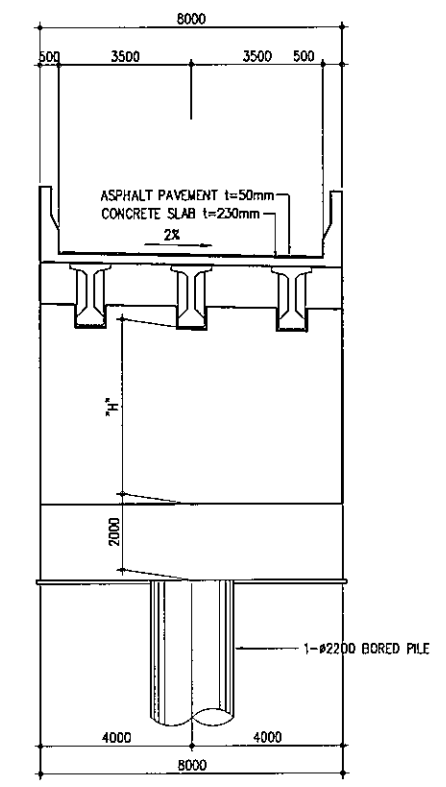 8000
500 3500 3500 500
ASPHALT PAVEMENT t=50mm
CONCRETE SLAB t=230mm
2%
"H"
2000
1-ø2200 BORED PILE
4000 4000
8000